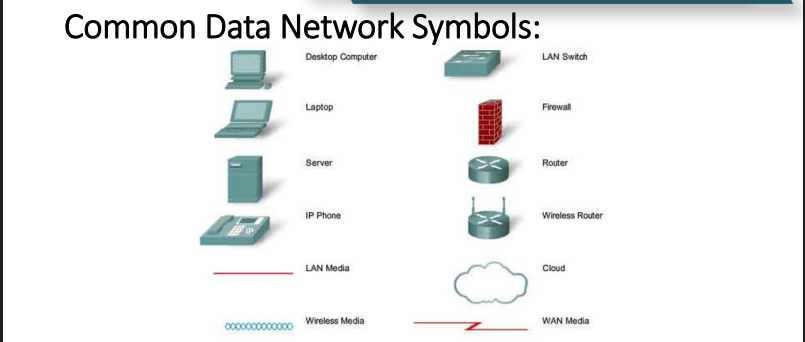 Common Data Network Symbols:
Desktop Computer
LAN Switch
Laptop
Firewall
Server
Router
IP Phone
IP
Wireless Router
LAN Media
Cloud
Wireless Media
WAN Media